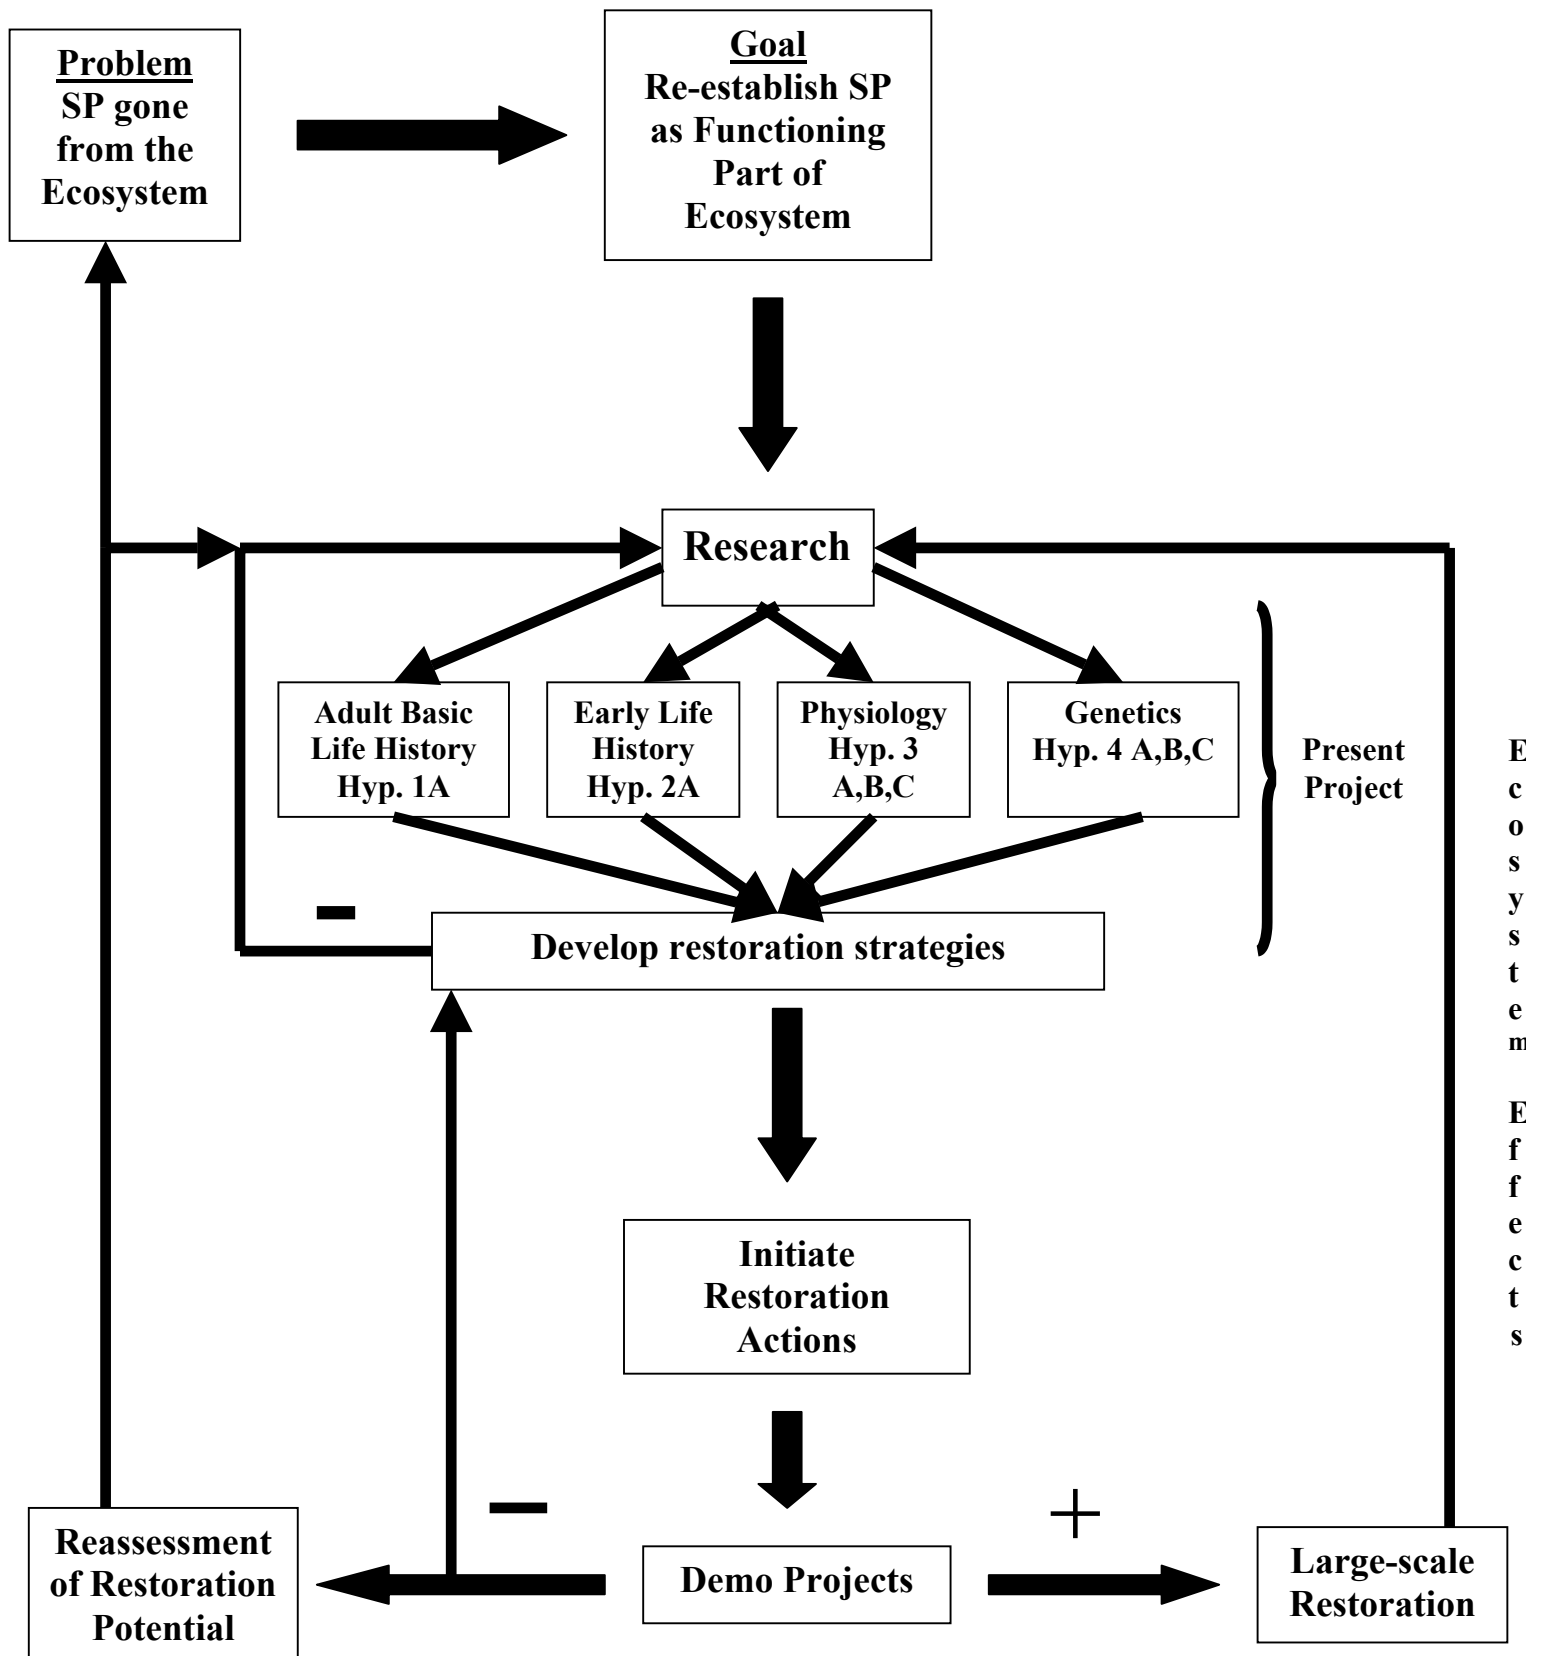 Problem
SP gone
from the
Ecosystem
Goal
Re-establish SP
as Functioning
Part of
Ecosystem
Research
Adult Basic
Life History
Hyp. 1A
Early Life
History
Hyp. 2A
Physiology
Hyp. 3
A,B,C
Genetics
Hyp. 4 A,B,C
Present
Project
Ecosystem Effects
-
Develop restoration strategies
Initiate
Restoration
Actions
-
+
Reassessment
of Restoration
Potential
Demo Projects
Large-scale
Restoration